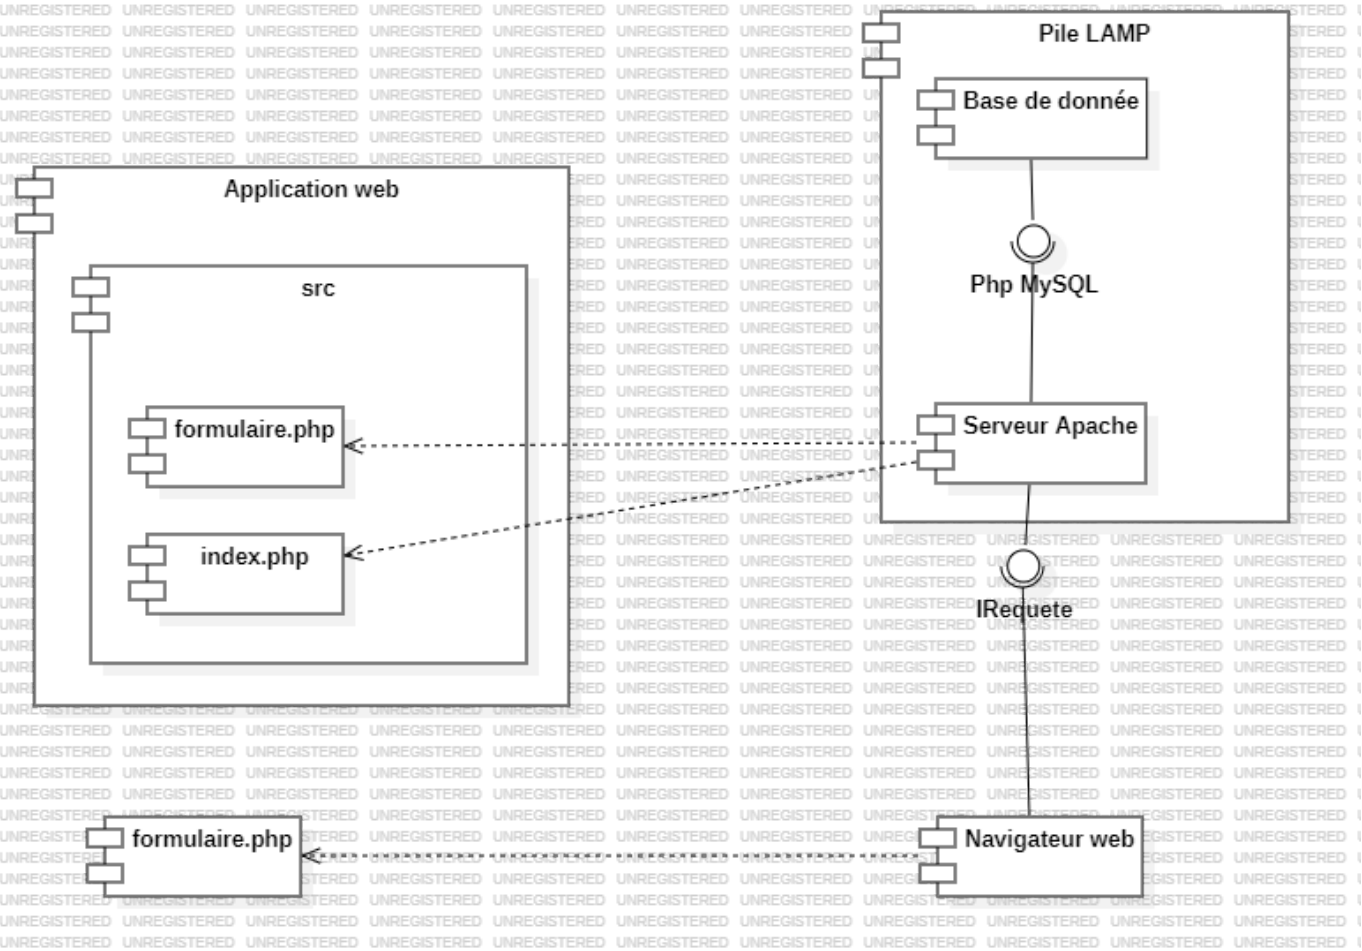 Pile LAMP
Base de donnée
Application web
src
Php MySQL
formulaire.php
Serveur Apache
index.php
IRequete
formulaire.php
Navigateur web
UNREGISTERED